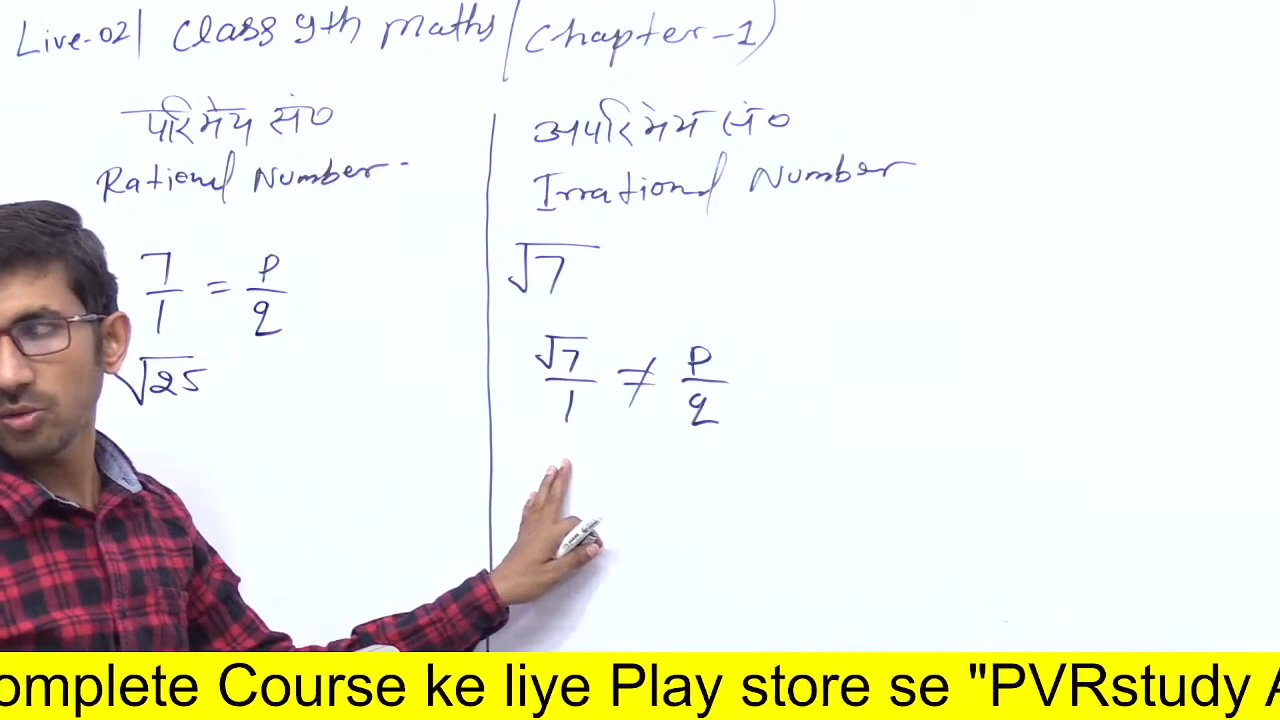 Live-02| Class 9th maths (Chapter-1)
परिमेय सं०
Rational Number
7/1 = P/q
√25
अपरिमेय सं०
Irrational Number
√7
√7/1 ≠ P/q
omplete Course ke liye Play store se "PVRstudy A